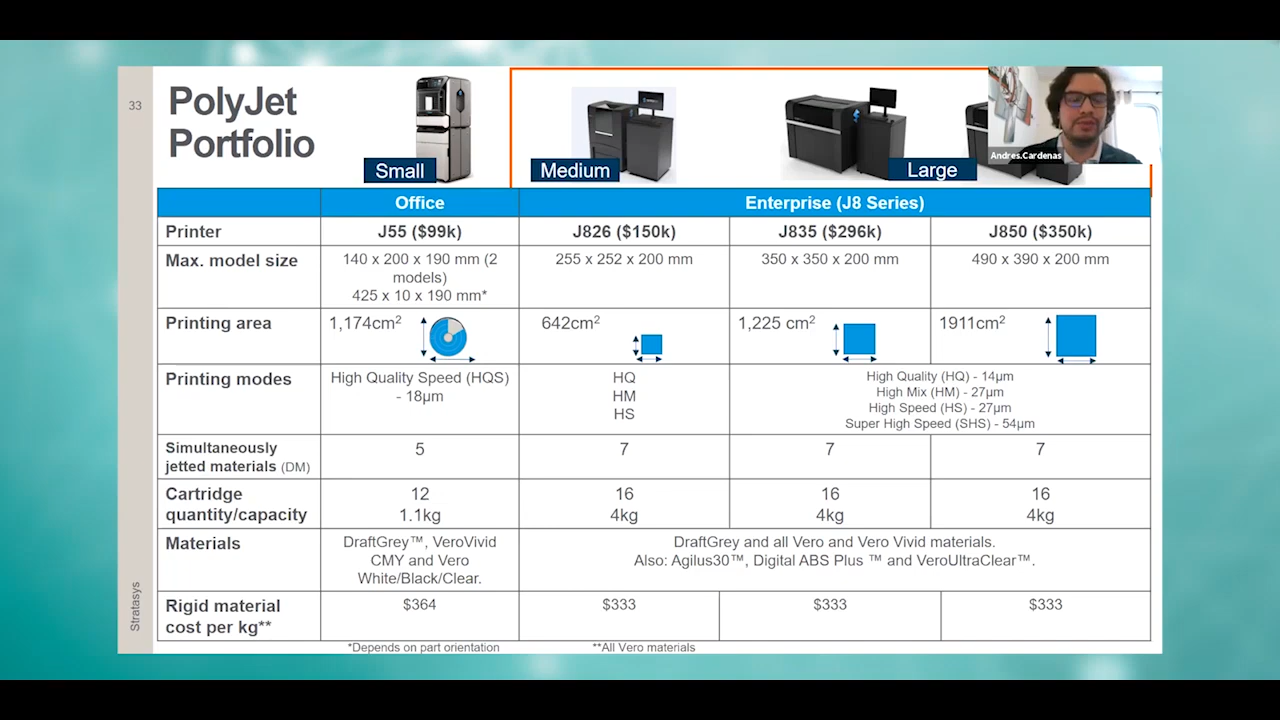 33
PolyJet
Portfolio
Small
Medium
Large
Andres.Cardenas
Office
Enterprise (J8 Series)
Printer
J55 ($99k)
J826 ($150k)
J835 ($296k)
J850 ($350k)
Max. model size
140 x 200 x 190 mm (2
models)
425 x 10 x 190 mm*
255 x 252 x 200 mm
350 x 350 x 200 mm
490 x 390 x 200 mm
Printing area
1,174cm²
642cm²
1,225 cm²
1911cm²
Printing modes
High Quality Speed (HQS)
- 18µm
HQ
HM
HS
High Quality (HQ) - 14µm
High Mix (HM) - 27µm
High Speed (HS) - 27µm
Super High Speed (SHS) - 54µm
Simultaneously
jetted materials (DM)
5
7
7
7
Cartridge
quantity/capacity
12
1.1kg
16
4kg
16
4kg
16
4kg
Materials
DraftGrey™, VeroVivid
CMY and Vero
White/Black/Clear.
DraftGrey and all Vero and Vero Vivid materials.
Also: Agilus30™, Digital ABS Plus ™ and VeroUltraClear™.
Rigid material
cost per kg**
$364
$333
$333
$333
*Depends on part orientation
**All Vero materials
Stratasys